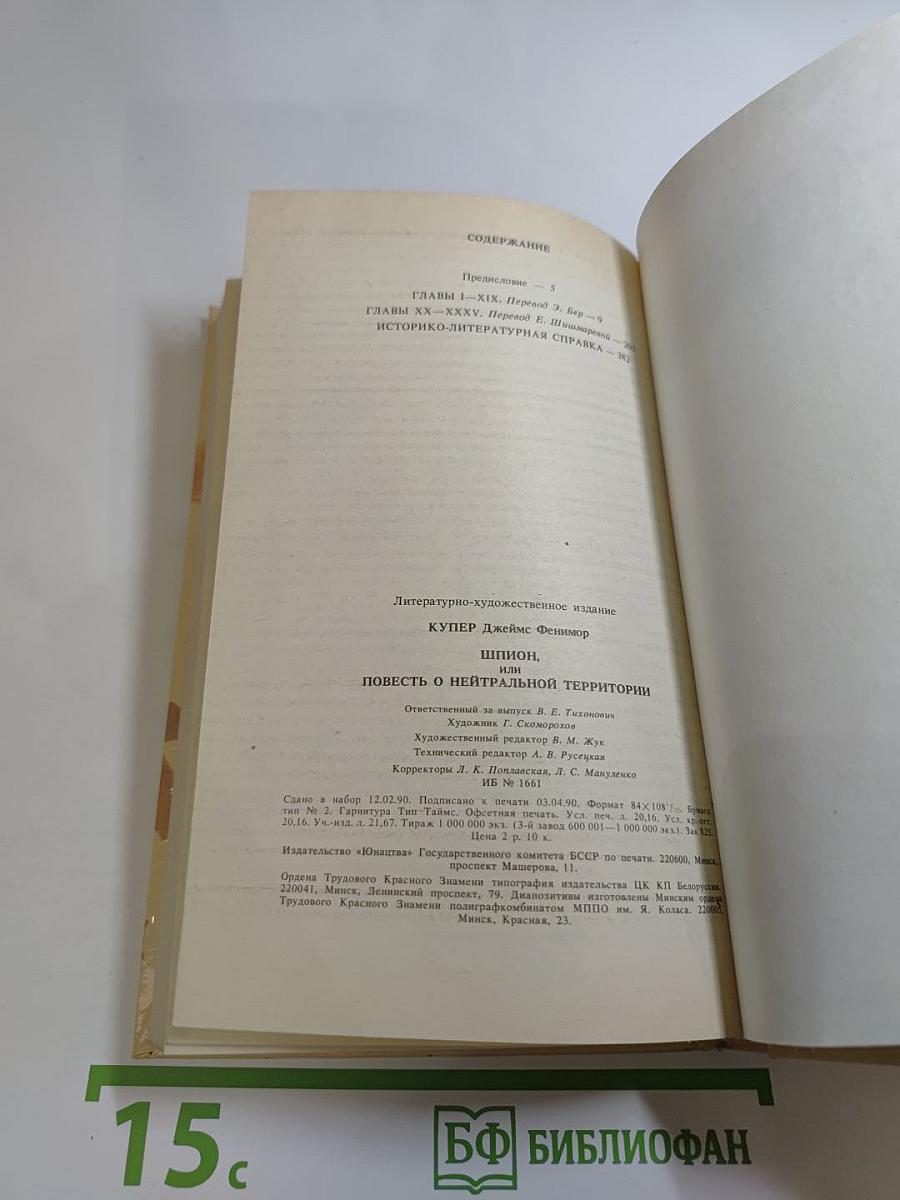 СОДЕРЖАНИЕ
Предисловие — 5
ГЛАВЫ I—XIX. Перевод Э. Бер — 9
ГЛАВЫ XX—XXXV. Перевод Е. Шишмаревой —
ИСТОРИКО-ЛИТЕРАТУРНАЯ СПРАВКА — 382
Литературно-художественное издание
КУПЕР Джеймс Фенимор
ШПИОН,
ИЛИ
ПОВЕСТЬ О НЕЙТРАЛЬНОЙ ТЕРРИТОРИИ
Ответственный за выпуск В. Е. Тихонович
Художник Г. Скоморохов
Художественный редактор В. М. Жук
Технический редактор А. В. Русецкая
Корректоры Л. К. Поплавская, Л. С. Мануленко
ИБ № 1661
Сдано в набор 12.02.90. Подписано к печати 03.04.90. Формат 84×108 1/32. Бумага
тип № 2. Гарнитура Тип Таймс. Офсетная печать. Усл. печ. л. 20,16. Усл. кр.-отт.
20,16. Уч.-изд. л. 21,67. Тираж 1 000 000 экз. (3-й завод 600 001—1 000 000 экз.). Зак 825.
Цена 2 р. 10 к.
Издательство «Юнацтва» Государственного комитета БССР по печати. 220600, Минск,
проспект Машерова, 11.
Ордена Трудового Красного Знамени типография издательства ЦК КП Белоруссии.
220041, Минск, Ленинский проспект, 79. Диапозитивы изготовлены Минским ордена
Трудового Красного Знамени полиграфкомбинатом МППО им. Я. Коласа. 220005,
Минск, Красная, 23.
15 с
БФ БИБЛИОФАН